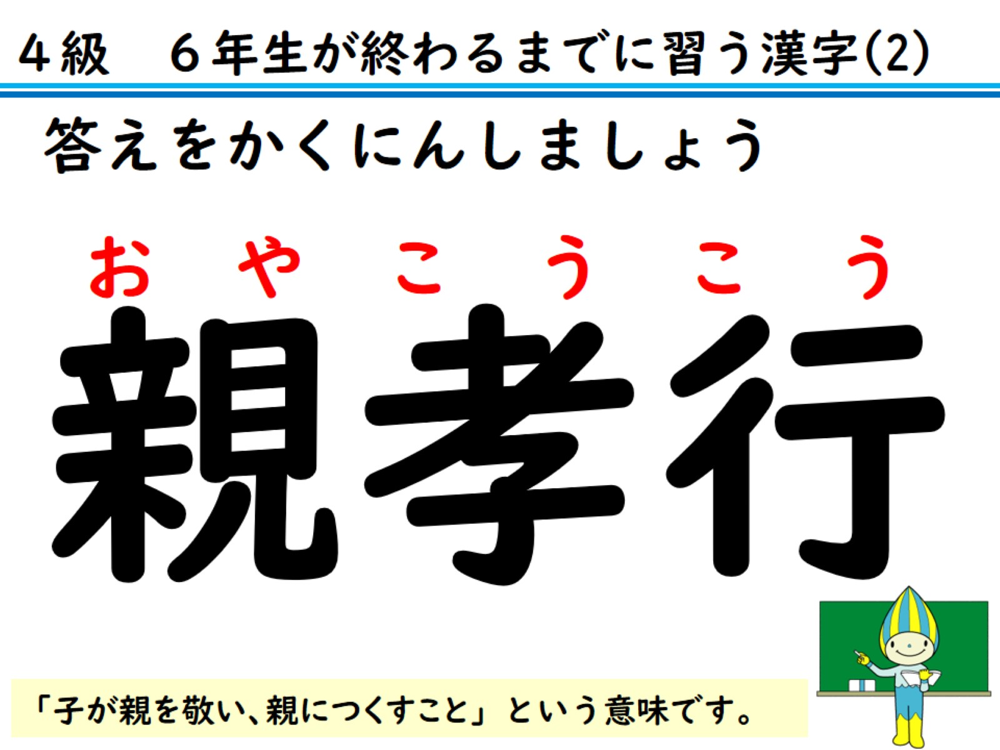 ４級　６年生が終わるまでに習う漢字(2)
答えをかくにんしましょう
おやこうこう
親孝行
「子が親を敬い、親につくすこと」という意味です。